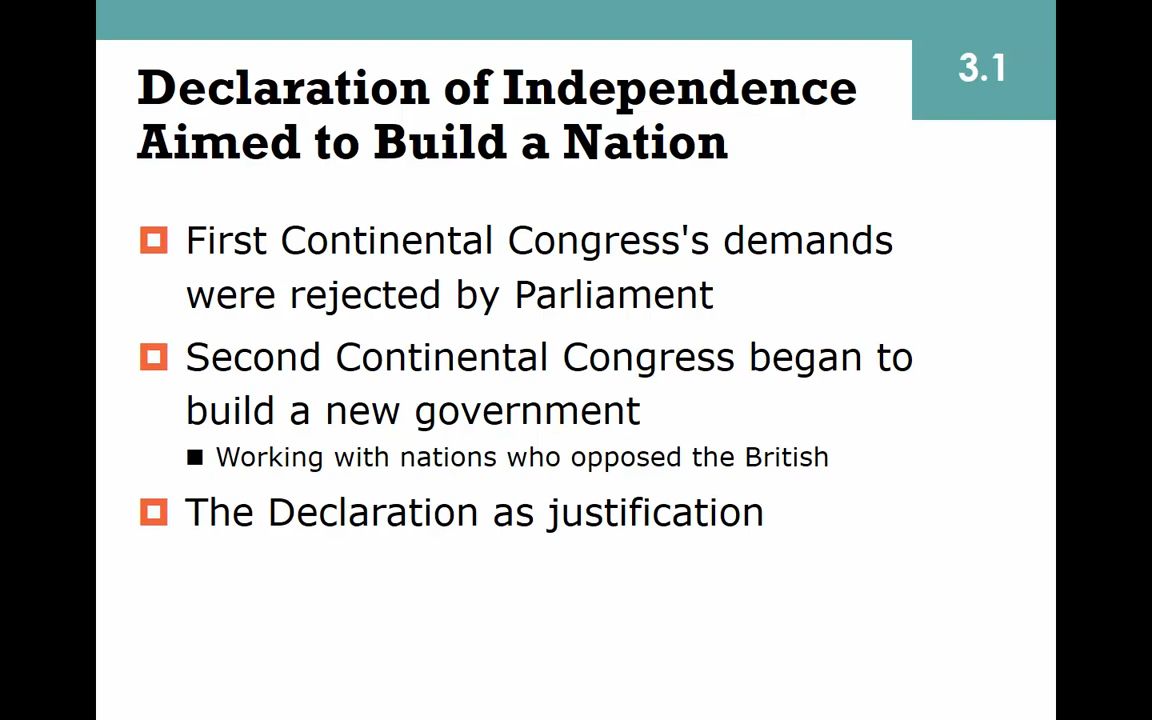 3.1
Declaration of Independence
Aimed to Build a Nation
First Continental Congress's demands
were rejected by Parliament
Second Continental Congress began to
build a new government
Working with nations who opposed the British
The Declaration as justification